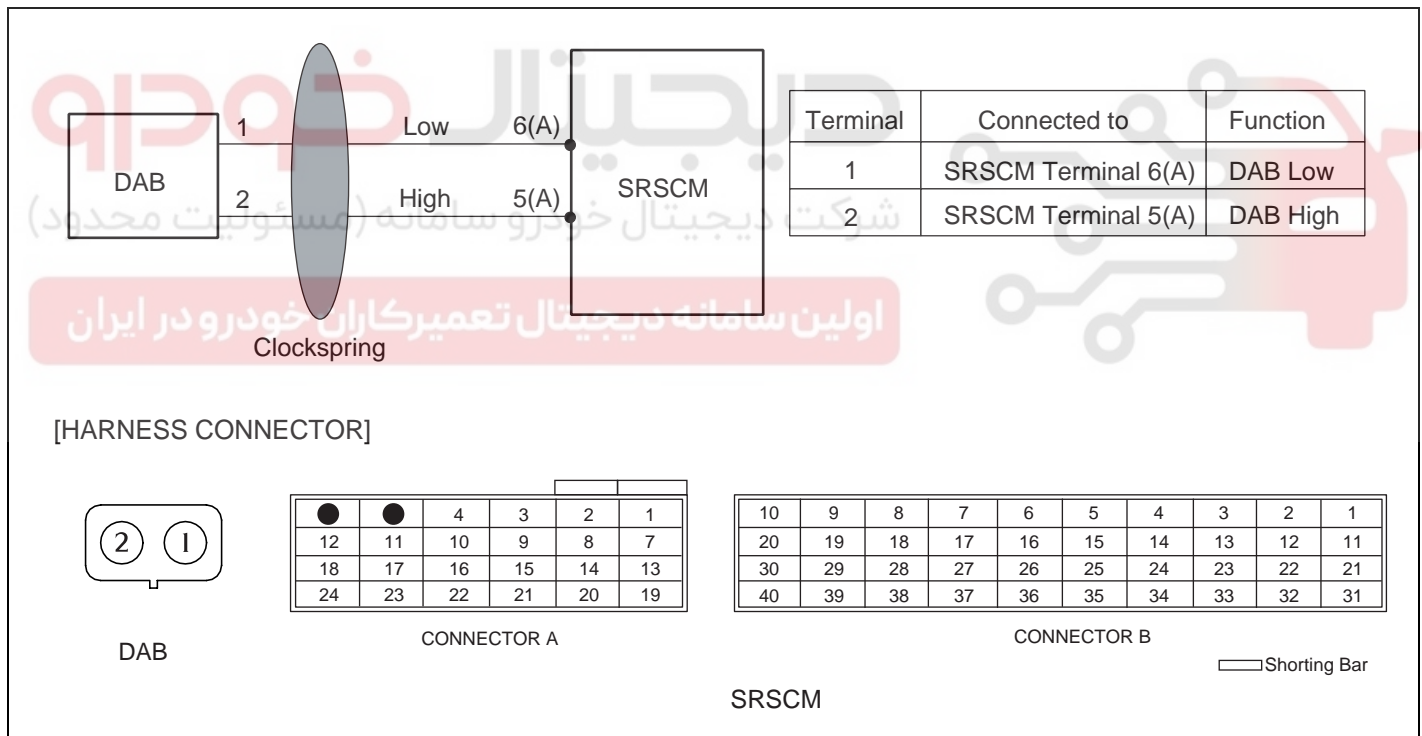 دیجیتال خودرو
شرکت دیجیتال خودرو سامانه (مسئولیت محدود)
اولین سامانه دیجیتال تعمیرکاران خودرو در ایران
DAB
1
Low
6(A)
2
High
5(A)
SRSCM
Clockspring
Terminal Connected to Function
1 SRSCM Terminal 6(A) DAB Low
2 SRSCM Terminal 5(A) DAB High
[HARNESS CONNECTOR]
2 1
DAB
4 3 2 1
12 11 10 9 8 7
18 17 16 15 14 13
24 23 22 21 20 19
CONNECTOR A
10 9 8 7 6 5 4 3 2 1
20 19 18 17 16 15 14 13 12 11
30 29 28 27 26 25 24 23 22 21
40 39 38 37 36 35 34 33 32 31
CONNECTOR B
Shorting Bar
SRSCM